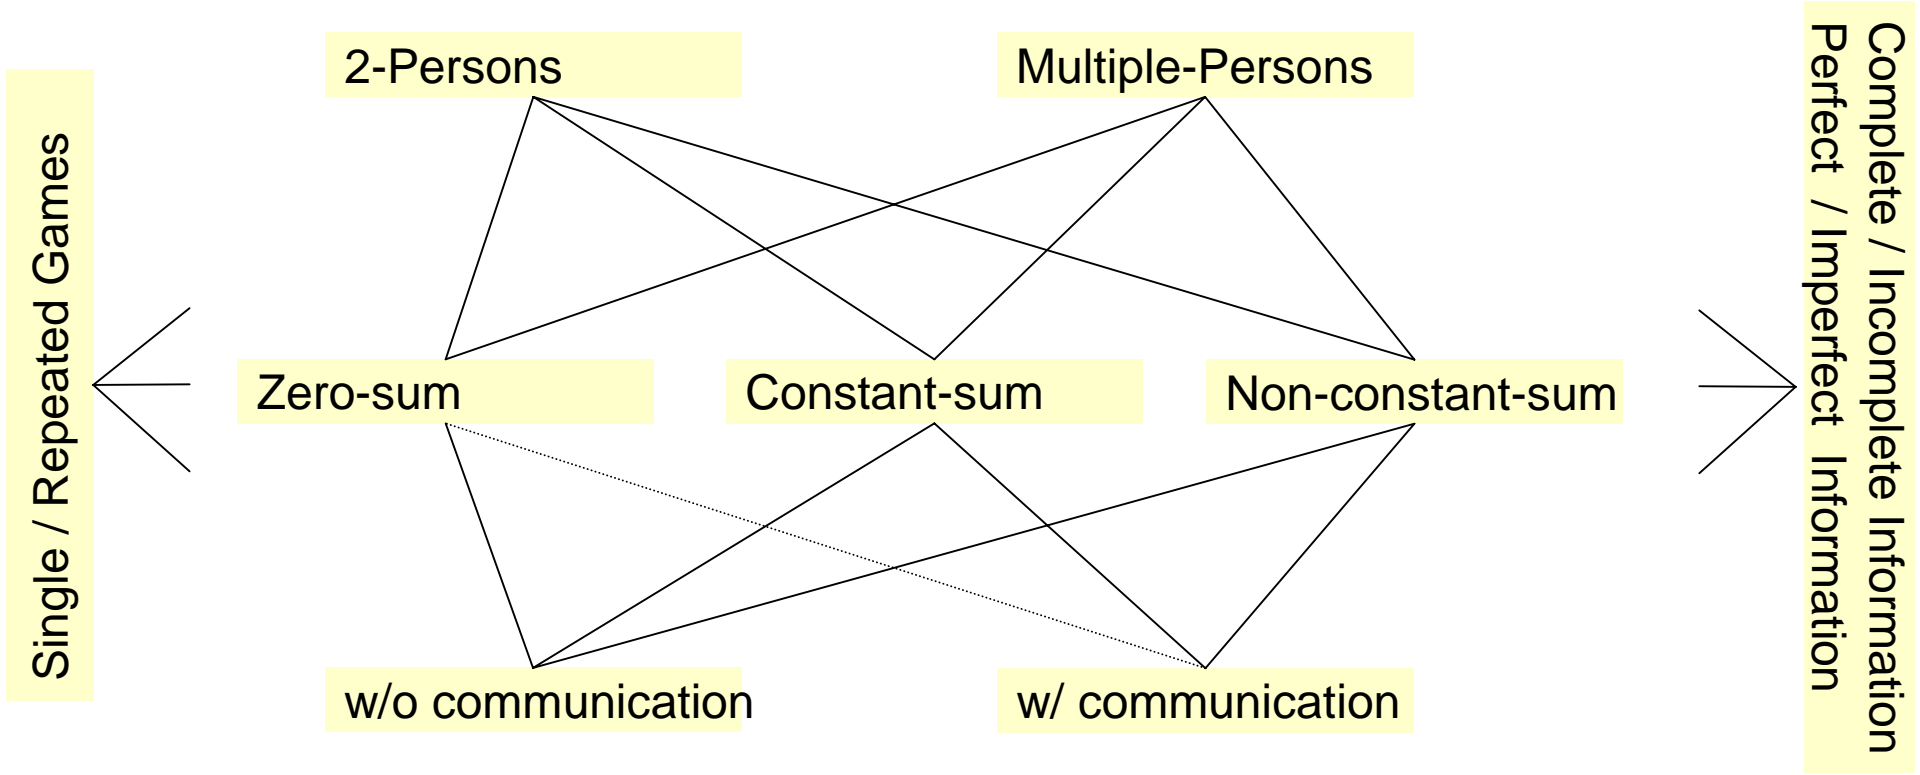 2-Persons
Multiple-Persons
Single / Repeated Games
Zero-sum
Constant-sum
Non-constant-sum
w/o communication
w/ communication
Complete / Incomplete Information
Perfect / Imperfect Information